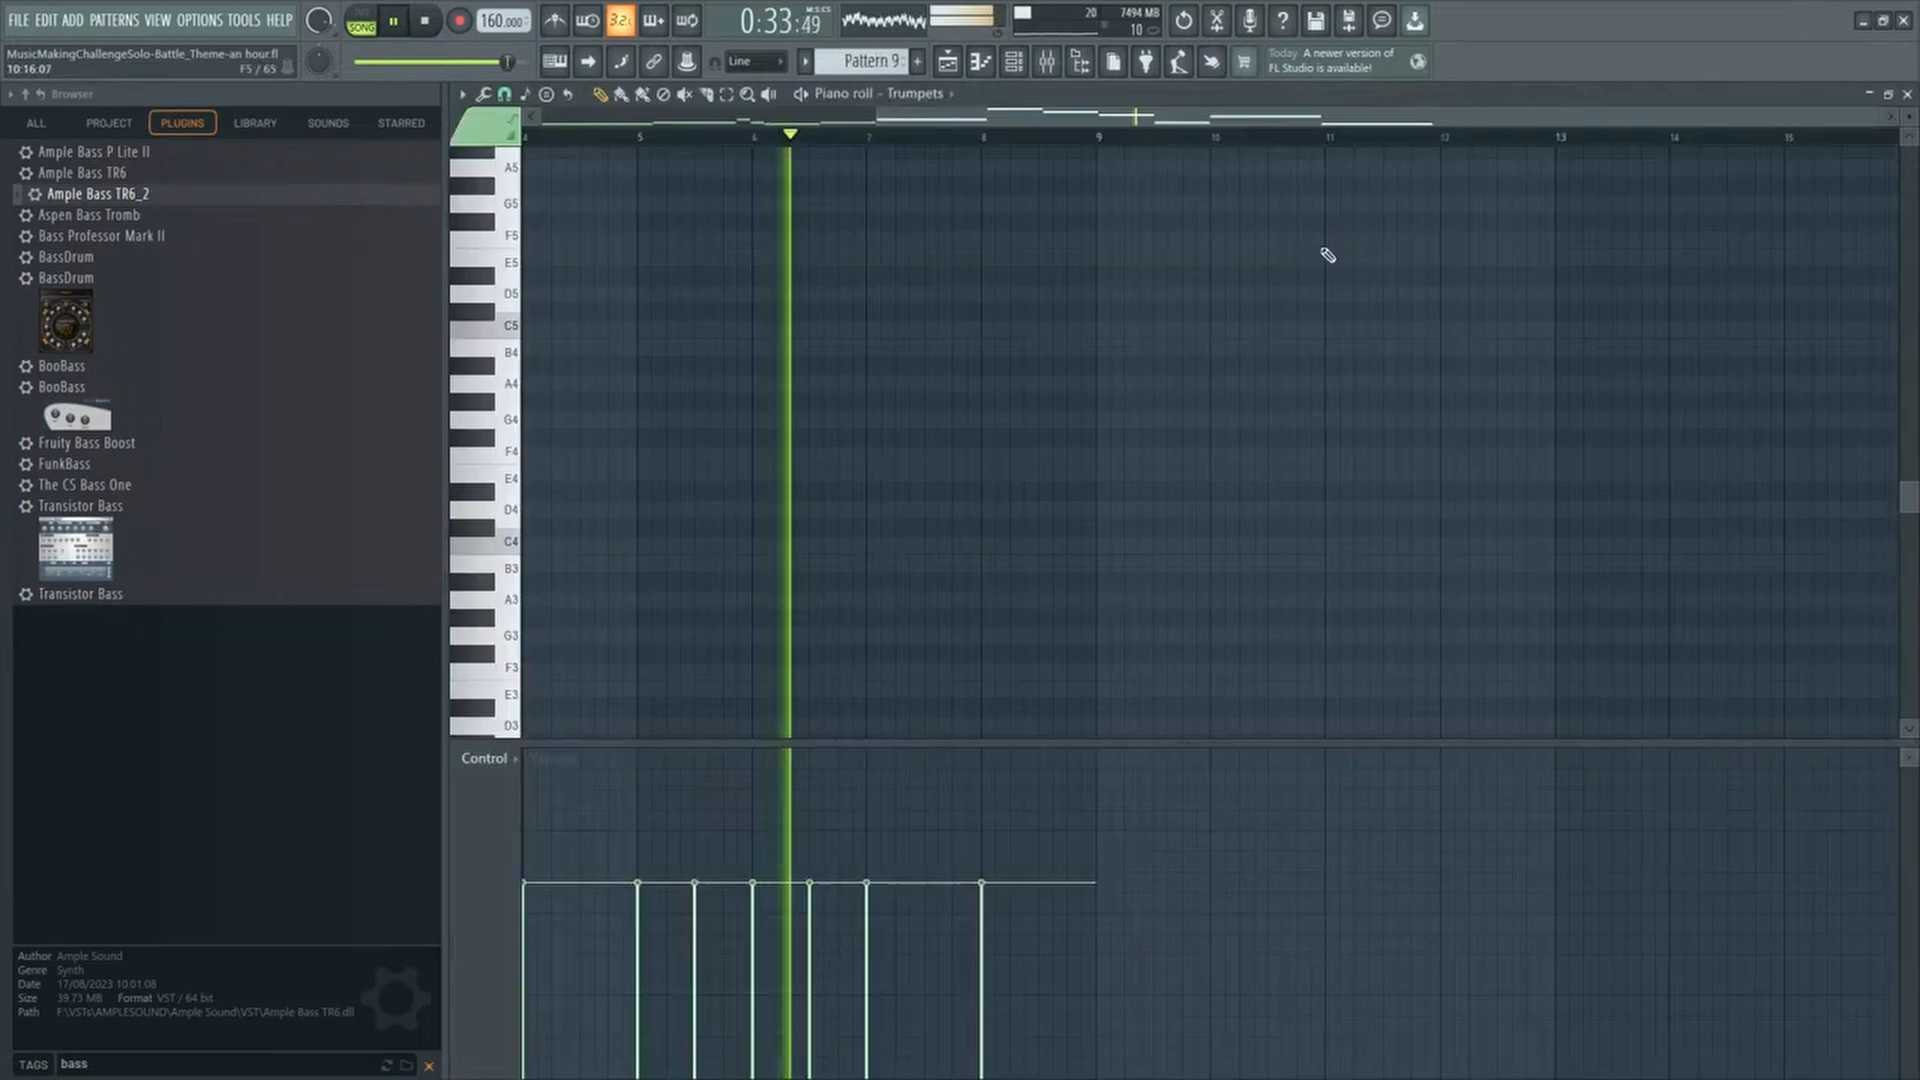 FILE EDIT ADD PATTERNS VIEW OPTIONS TOOLS HELP
PAT
SONG
160.000
3.2.
0:33:49
M:S:CS
20
7494 MB
10
MusicMakingChallengeSolo-Battle_Theme-an hour.fl
10:16:07
F5 / 65
Line
Pattern 9
Today A newer version of
FL Studio is available!
Browser
ALL
PROJECT
PLUGINS
LIBRARY
SOUNDS
STARRED
Ample Bass P Lite II
Ample Bass TR6
Ample Bass TR6_2
Aspen Bass Tromb
Bass Professor Mark II
BassDrum
BassDrum
BooBass
BooBass
Fruity Bass Boost
FunkBass
The CS Bass One
Transistor Bass
Transistor Bass
Author Ample Sound
Genre Synth
Date 17/08/2023 10.01.08
Size 39.73 MB Format VST / 64 bit
Path F:\VSTs\AMPLESOUND\Ample Sound\VST\Ample Bass TR6.dll
TAGS bass
Piano roll - Trumpets
4 5 6 7 8 9 10 11 12 13 14 15
A5
G5
F5
E5
D5
C5
B4
A4
G4
F4
E4
D4
C4
B3
A3
G3
F3
E3
D3
Control